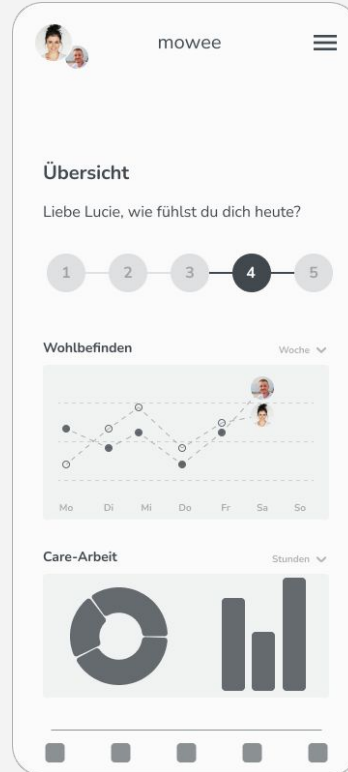 mowee
Übersicht
Liebe Lucie, wie fühlst du dich heute?
1 2 3 4 5
Wohlbefinden
Woche
Mo Di Mi Do Fr Sa So
Care-Arbeit
Stunden